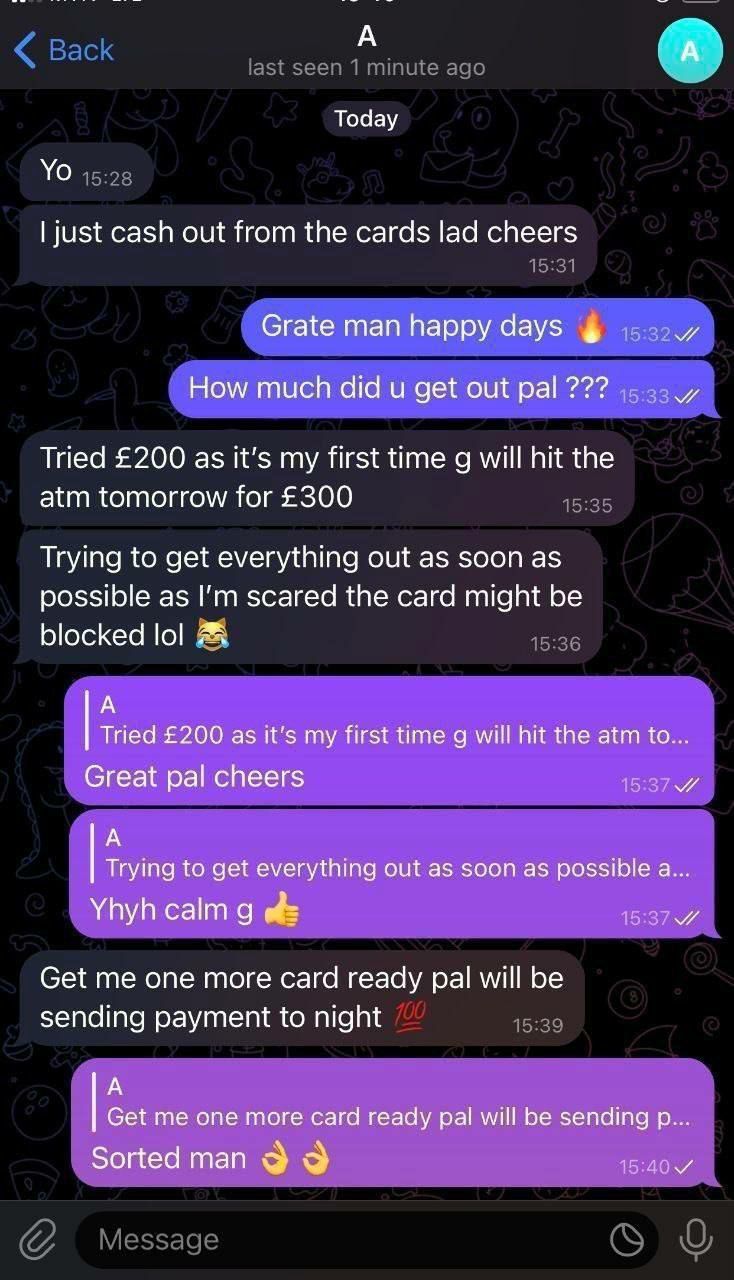 Back
A
last seen 1 minute ago
A
Today
Yo 15:28
I just cash out from the cards lad cheers
15:31
Grate man happy days 🔥 15:32
How much did u get out pal ??? 15:33
Tried £200 as it's my first time g will hit the
atm tomorrow for £300 15:35
Trying to get everything out as soon as
possible as I'm scared the card might be
blocked lol 😹 15:36
A
Tried £200 as it's my first time g will hit the atm to...
Great pal cheers 15:37
A
Trying to get everything out as soon as possible a...
Yhyh calm g 👍 15:37
Get me one more card ready pal will be
sending payment to night 💯 15:39
A
Get me one more card ready pal will be sending p...
Sorted man 👌👌 15:40
Message